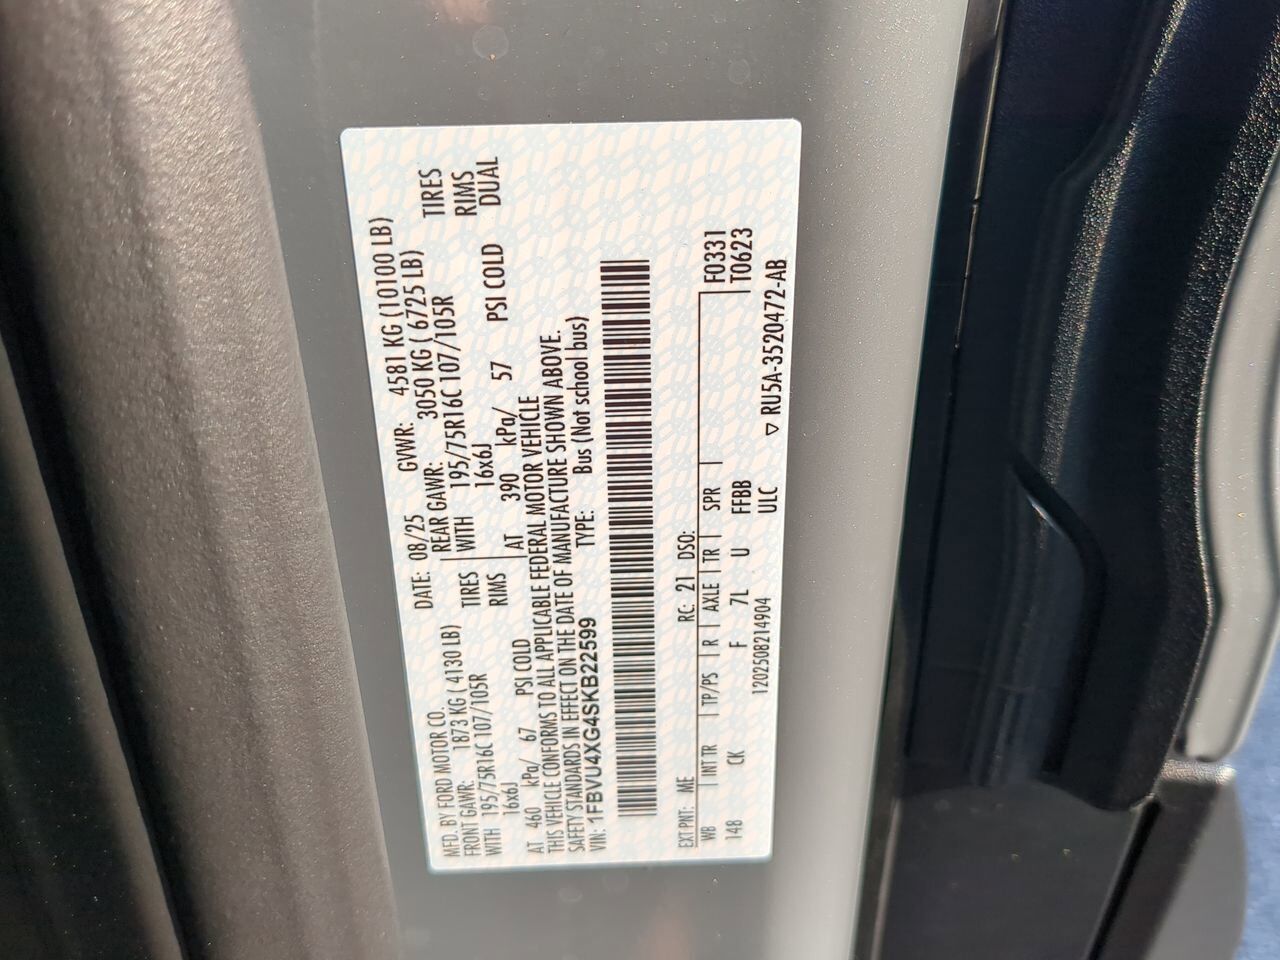 MFD. BY FORD MOTOR CO. DATE: 08/25 GVWR: 4581 KG (10100 LB)
FRONT GAWR: 1873 KG ( 4130 LB) REAR GAWR: 3050 KG ( 6725 LB)
WITH 195/75R16C 107/105R TIRES WITH 195/75R16C 107/105R TIRES
16x6J RIMS 16x6J RIMS
AT 460 kPa/ 67 PSI COLD AT 390 kPa/ 57 PSI COLD DUAL
THIS VEHICLE CONFORMS TO ALL APPLICABLE FEDERAL MOTOR VEHICLE
SAFETY STANDARDS IN EFFECT ON THE DATE OF MANUFACTURE SHOWN ABOVE.
VIN: 1FBVU4XG4SKB22599 TYPE: Bus (Not school bus)
EXT PNT: ME RC: 21 DSO:
WB INT TR TP/PS R AXLE TR SPR F0331
148 CK F 7L U FFBB T0623
1202508214904 ULC ▽ RU5A-3520472-AB